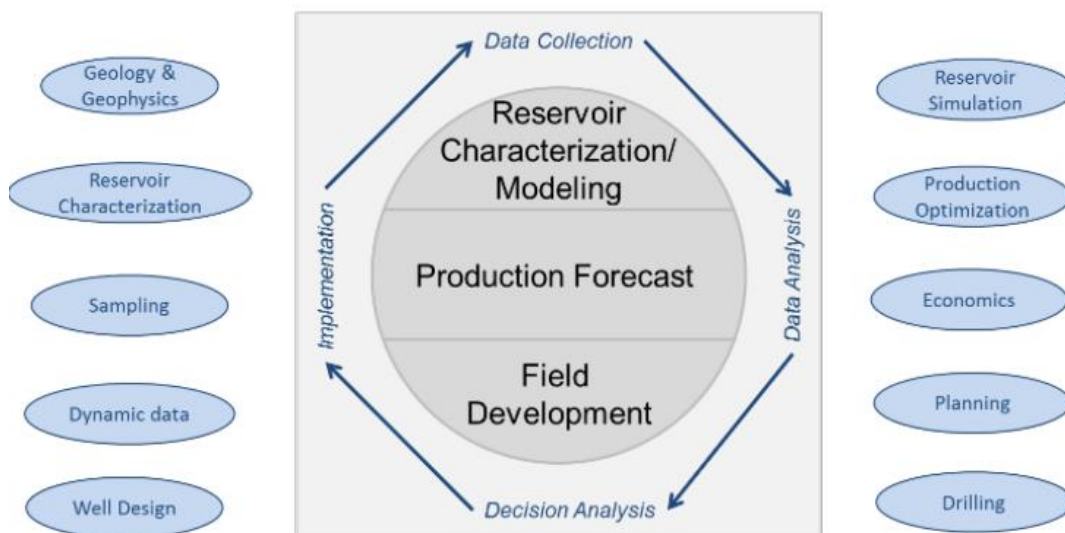 Geology &
Geophysics
Reservoir
Characterization
Sampling
Dynamic data
Well Design
Data Collection
Implementation
Reservoir
Characterization/
Modeling
Production Forecast
Field
Development
Data Analysis
Decision Analysis
Reservoir
Simulation
Production
Optimization
Economics
Planning
Drilling